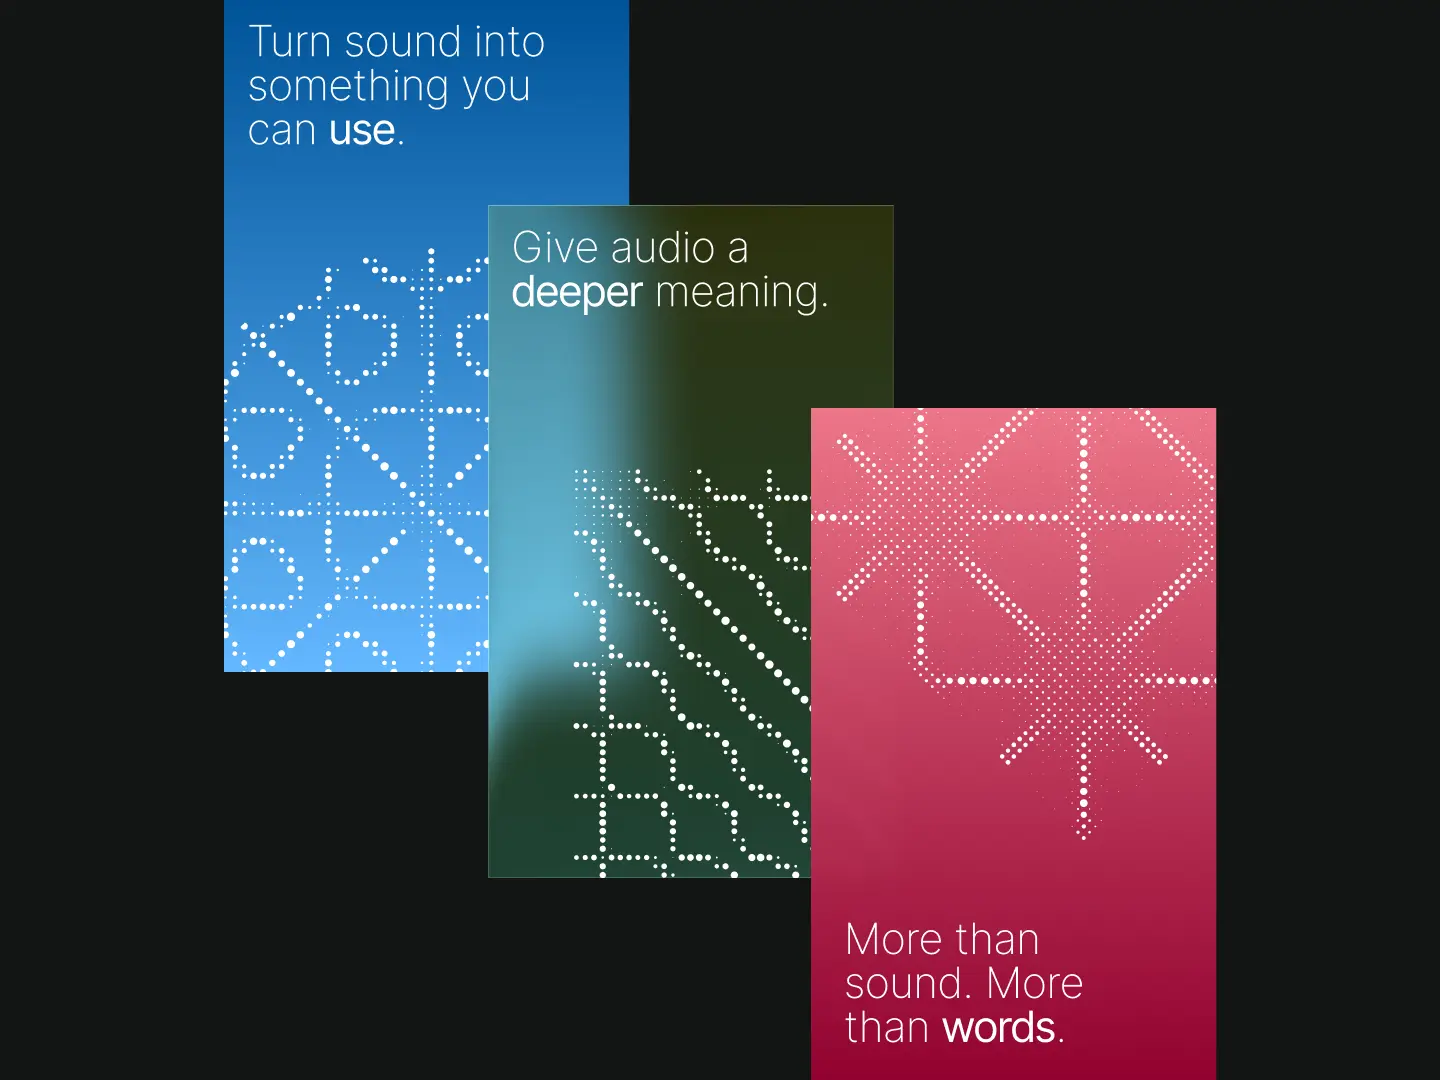 Turn sound into
something you
can use.
Give audio a
deeper meaning.
More than
sound. More
than words.